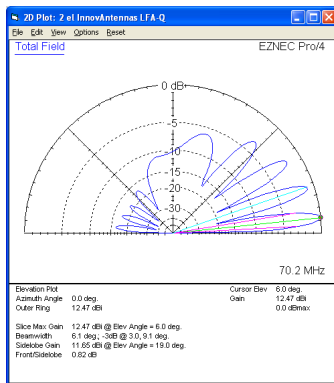 2D Plot: 2 el InnovAntennas LFA-Q
File Edit View Options Reset
Total Field
EZNEC Pro/4
0 dB
-5
-10
-15
-20
-30
70.2 MHz
Elevation Plot
Azimuth Angle 0.0 deg.
Outer Ring 12.47 dBi
Cursor Elev 6.0 deg.
Gain 12.47 dBi
0.0 dBmax
Slice Max Gain 12.47 dBi @ Elev Angle = 6.0 deg.
Beamwidth 6.1 deg.; -3dB @ 3.0, 9.1 deg.
Sidelobe Gain 11.65 dBi @ Elev Angle = 19.0 deg.
Front/Sidelobe 0.82 dB